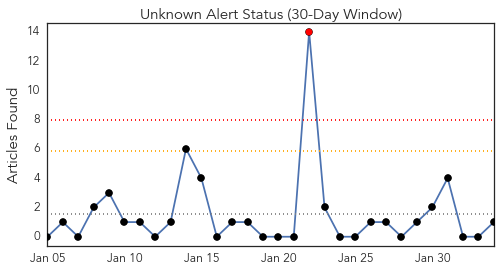 Unknown Alert Status (30-Day Window)
Articles Found
14
12
10
8
6
4
2
0
Jan 05
Jan 10
Jan 15
Jan 20
Jan 25
Jan 30